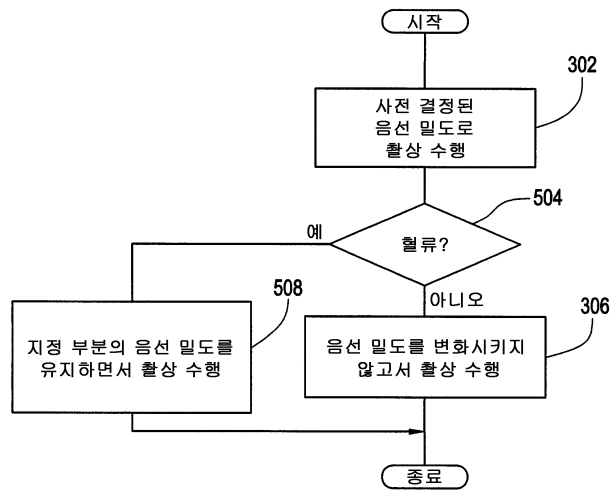 시작
302
사전 결정된
음선 밀도로
촬상 수행
504
예
혈류?
508
아니오
306
지정 부분의 음선 밀도를
유지하면서 촬상 수행
음선 밀도를 변화시키지
않고서 촬상 수행
종료